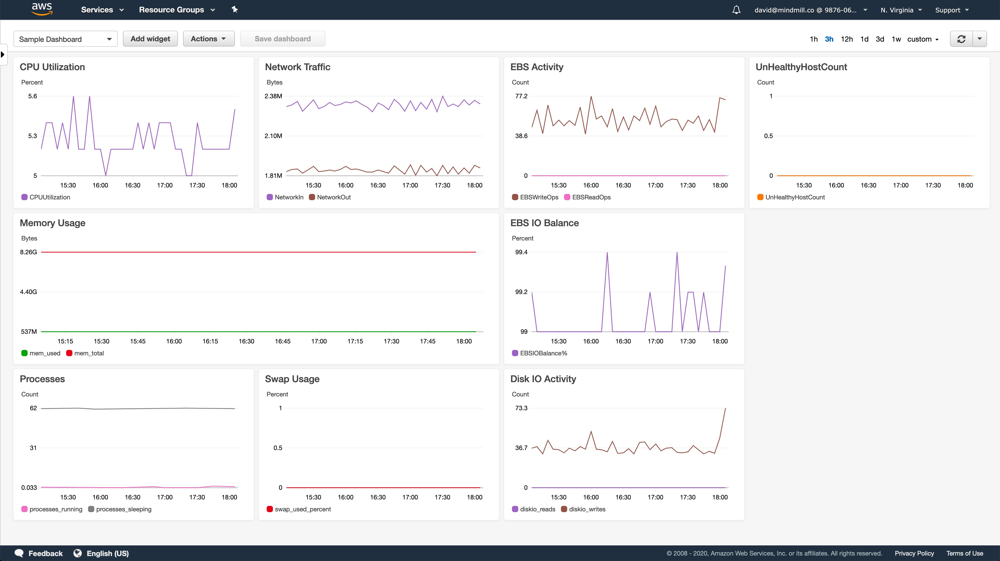 aws Services Resource Groups david@mindmill.co @ 9876-06... N. Virginia Support
Sample Dashboard Add widget Actions Save dashboard 1h 3h 12h 1d 3d 1w custom
CPU Utilization
Percent
5.6
5.3
5
15:30 16:00 16:30 17:00 17:30 18:00
CPUUtilization
Network Traffic
Bytes
2.38M
2.10M
1.81M
15:30 16:00 16:30 17:00 17:30 18:00
NetworkIn NetworkOut
EBS Activity
Count
77.2
38.6
0
15:30 16:00 16:30 17:00 17:30 18:00
EBSWriteOps EBSReadOps
UnHealthyHostCount
Count
1
0.5
0
15:30 16:00 16:30 17:00 17:30 18:00
UnHealthyHostCount
Memory Usage
Bytes
8.26G
4.40G
537M
15:15 15:30 15:45 16:00 16:15 16:30 16:45 17:00 17:15 17:30 17:45 18:00
mem_used mem_total
EBS IO Balance
Percent
99.4
99.2
99
15:30 16:00 16:30 17:00 17:30 18:00
EBSIOBalance%
Processes
Count
62
31
0.033
15:30 16:00 16:30 17:00 17:30 18:00
processes_running processes_sleeping
Swap Usage
Percent
1
0.5
0
15:30 16:00 16:30 17:00 17:30 18:00
swap_used_percent
Disk IO Activity
Count
73.3
36.7
0
15:30 16:00 16:30 17:00 17:30 18:00
diskio_reads diskio_writes
Feedback English (US) © 2008 - 2020, Amazon Web Services, Inc. or its affiliates. All rights reserved. Privacy Policy Terms of Use